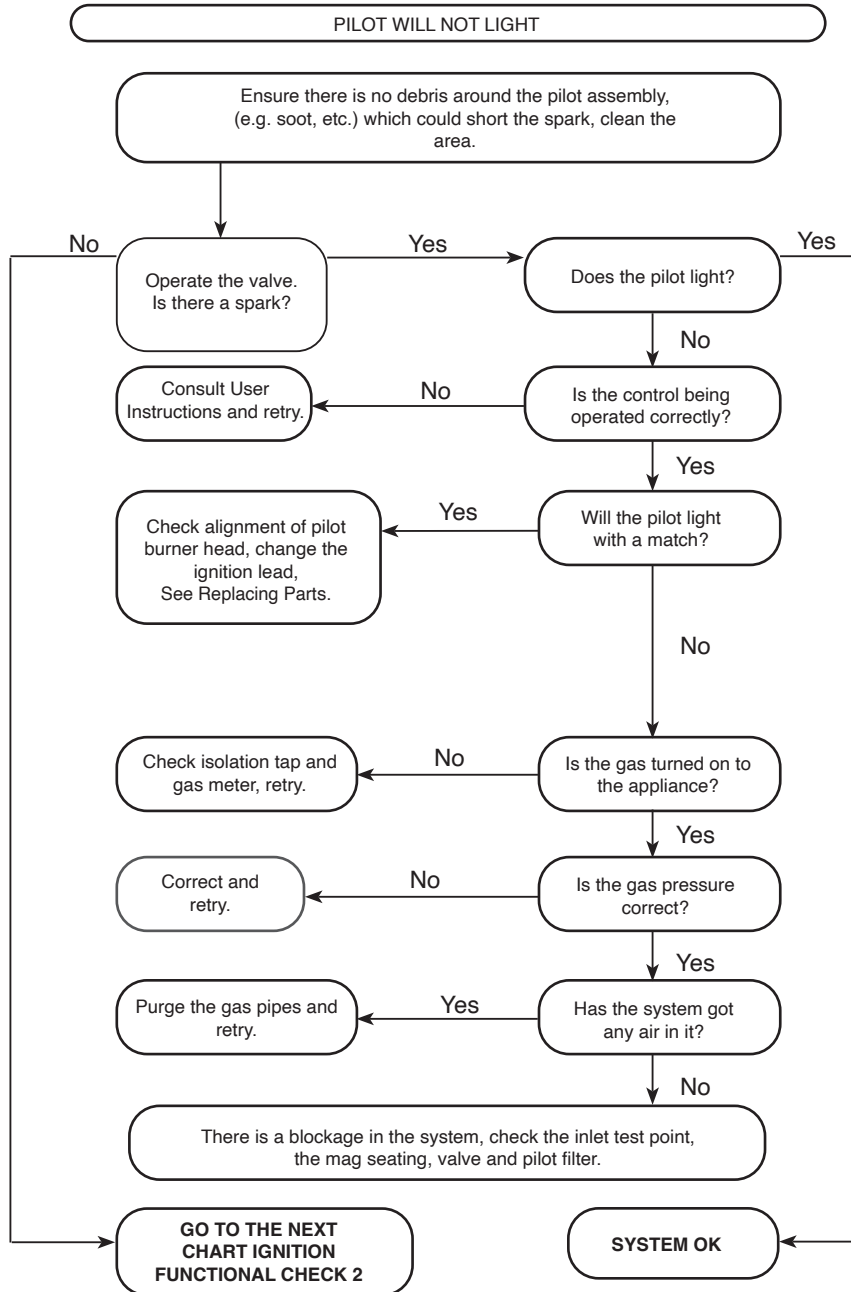 PILOT WILL NOT LIGHT
Ensure there is no debris around the pilot assembly,
(e.g. soot, etc.) which could short the spark, clean the
area.
No
Yes
Yes
Operate the valve.
Is there a spark?
Does the pilot light?
No
Consult User
Instructions and retry.
No
Is the control being
operated correctly?
Yes
Check alignment of pilot
burner head, change the
ignition lead,
See Replacing Parts.
Yes
Will the pilot light
with a match?
No
Check isolation tap and
gas meter, retry.
No
Is the gas turned on to
the appliance?
Yes
Correct and
retry.
No
Is the gas pressure
correct?
Yes
Purge the gas pipes and
retry.
Yes
Has the system got
any air in it?
No
There is a blockage in the system, check the inlet test point,
the mag seating, valve and pilot filter.
GO TO THE NEXT
CHART IGNITION
FUNCTIONAL CHECK 2
SYSTEM OK